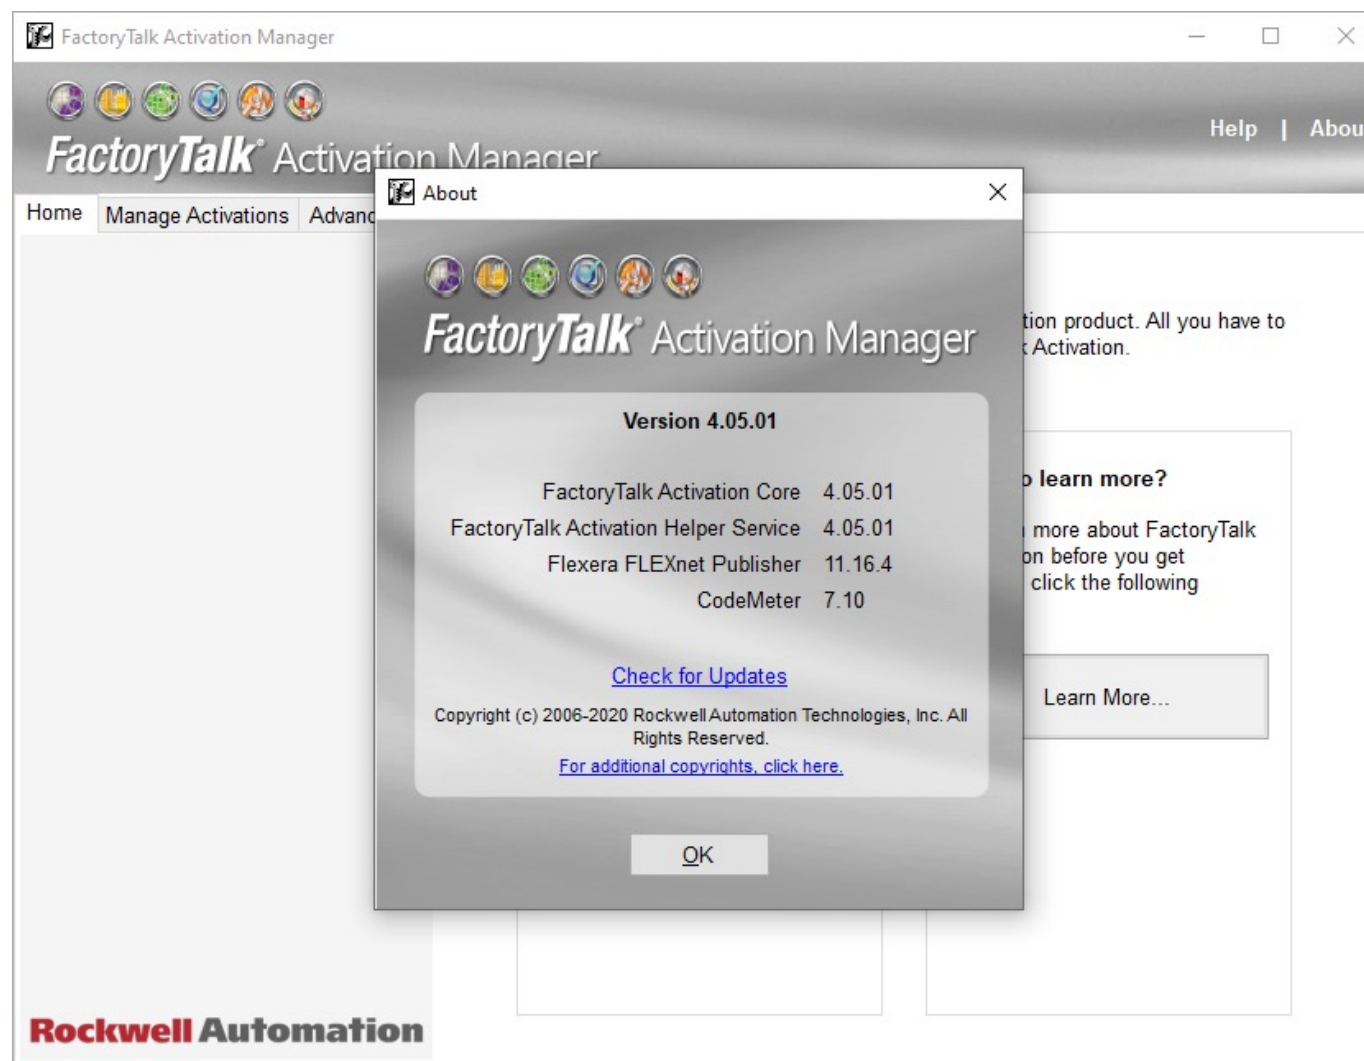 FactoryTalk Activation Manager
Help | Abou
FactoryTalk® Activation Manager
Home Manage Activations Advanc
About
FactoryTalk® Activation Manager
Version 4.05.01
FactoryTalk Activation Core 4.05.01
FactoryTalk Activation Helper Service 4.05.01
Flexera FLEXnet Publisher 11.16.4
CodeMeter 7.10
Check for Updates
Copyright (c) 2006-2020 Rockwell Automation Technologies, Inc. All
Rights Reserved.
For additional copyrights, click here.
OK
tion product. All you have to
Activation.
o learn more?
more about FactoryTalk
on before you get
click the following
Learn More...
Rockwell Automation